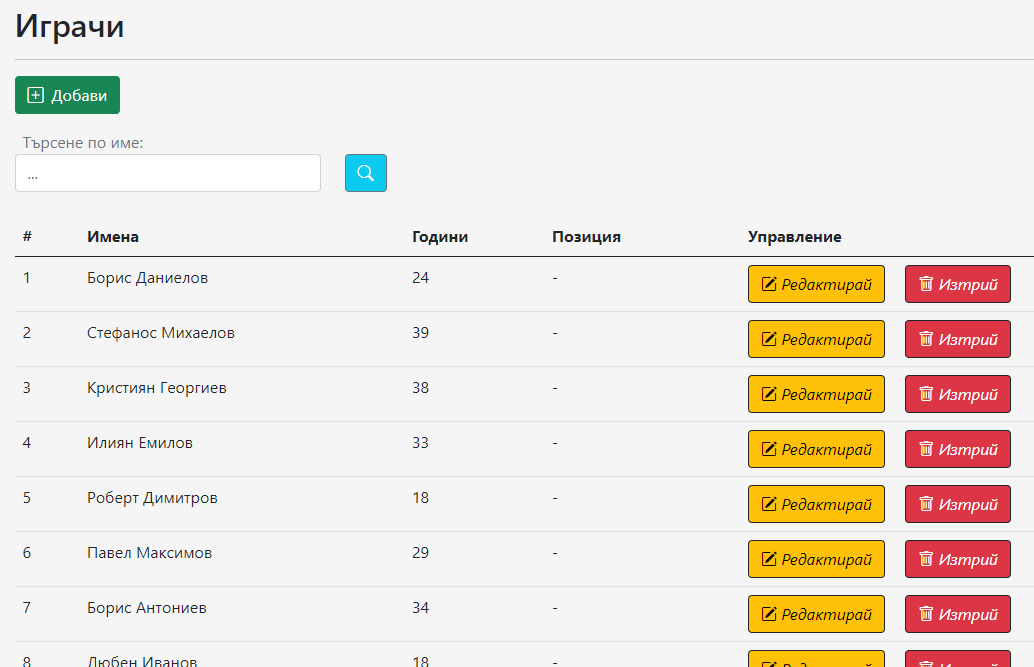 Играчи
Добави
Търсене по име:
...
# Имена Години Позиция Управление
1 Борис Даниелов 24 - Редактирай Изтрий
2 Стефанос Михаелов 39 - Редактирай Изтрий
3 Кристиян Георгиев 38 - Редактирай Изтрий
4 Илиян Емилов 33 - Редактирай Изтрий
5 Роберт Димитров 18 - Редактирай Изтрий
6 Павел Максимов 29 - Редактирай Изтрий
7 Борис Антониев 34 - Редактирай Изтрий
8 Любен Иванов 18 - Редактирай Изтрий